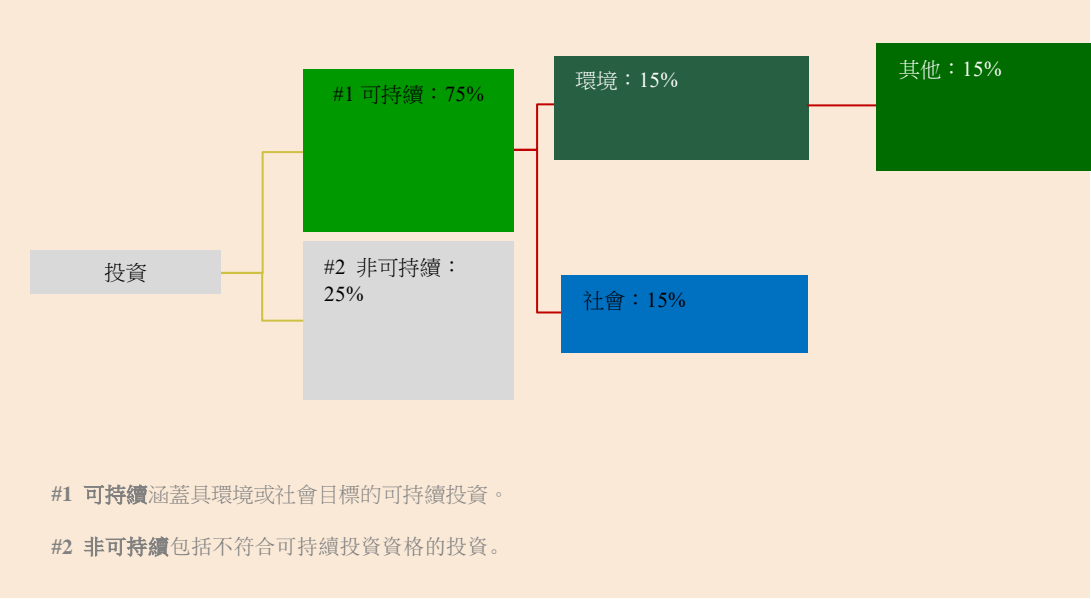 其他：15%
環境：15%
#1 可持續：75%
#2 非可持續：
25%
投資
社會：15%
#1 可持續涵蓋具環境或社會目標的可持續投資。
#2 非可持續包括不符合可持續投資資格的投資。